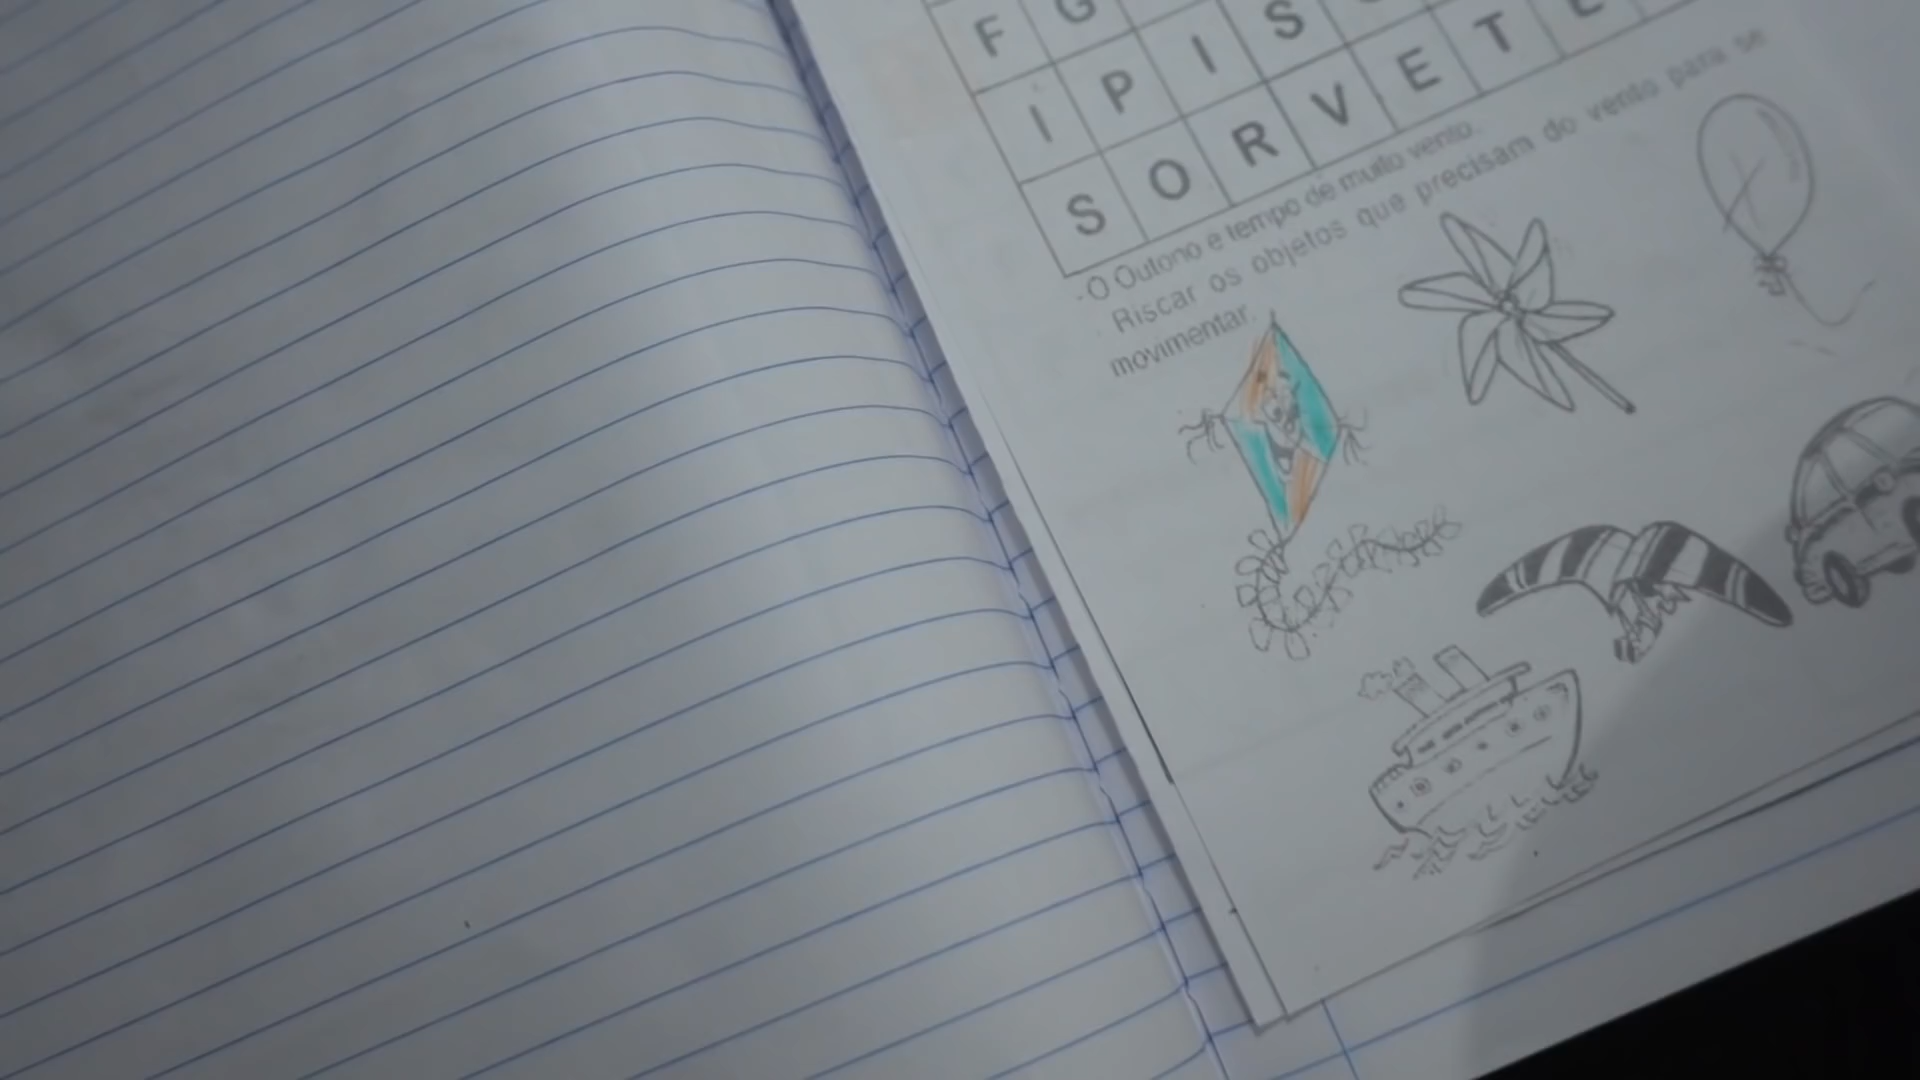 F G
I P I S
S O R V E T E
-O Outono e tempo de muito vento.
Riscar os objetos que precisam do vento para se
movimentar.